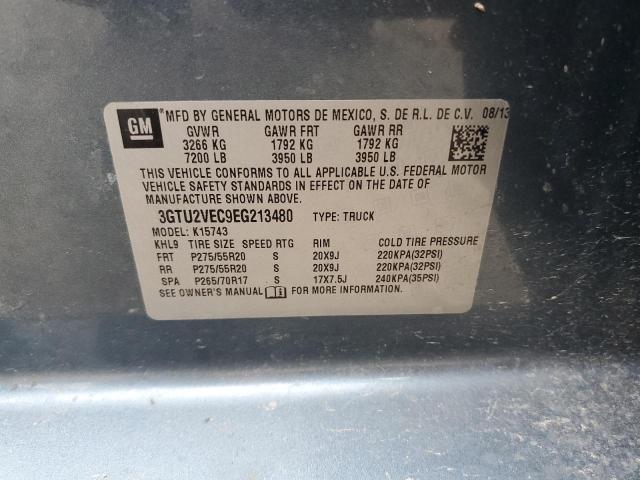 GM
MFD BY GENERAL MOTORS DE MEXICO, S. DE R.L. DE C.V. 08/13
GVWR GAWR FRT GAWR RR
3266 KG 1792 KG 1792 KG
7200 LB 3950 LB 3950 LB
THIS VEHICLE CONFORMS TO ALL APPLICABLE U.S. FEDERAL MOTOR
VEHICLE SAFETY STANDARDS IN EFFECT ON THE DATE OF
MANUFACTURE SHOWN ABOVE.
3GTU2VEC9EG213480 TYPE: TRUCK
MODEL: K15743
KHL9 TIRE SIZE SPEED RTG RIM COLD TIRE PRESSURE
FRT P275/55R20 S 20X9J 220KPA(32PSI)
RR P275/55R20 S 20X9J 220KPA(32PSI)
SPA P265/70R17 S 17X7.5J 240KPA(35PSI)
SEE OWNER'S MANUAL FOR MORE INFORMATION.